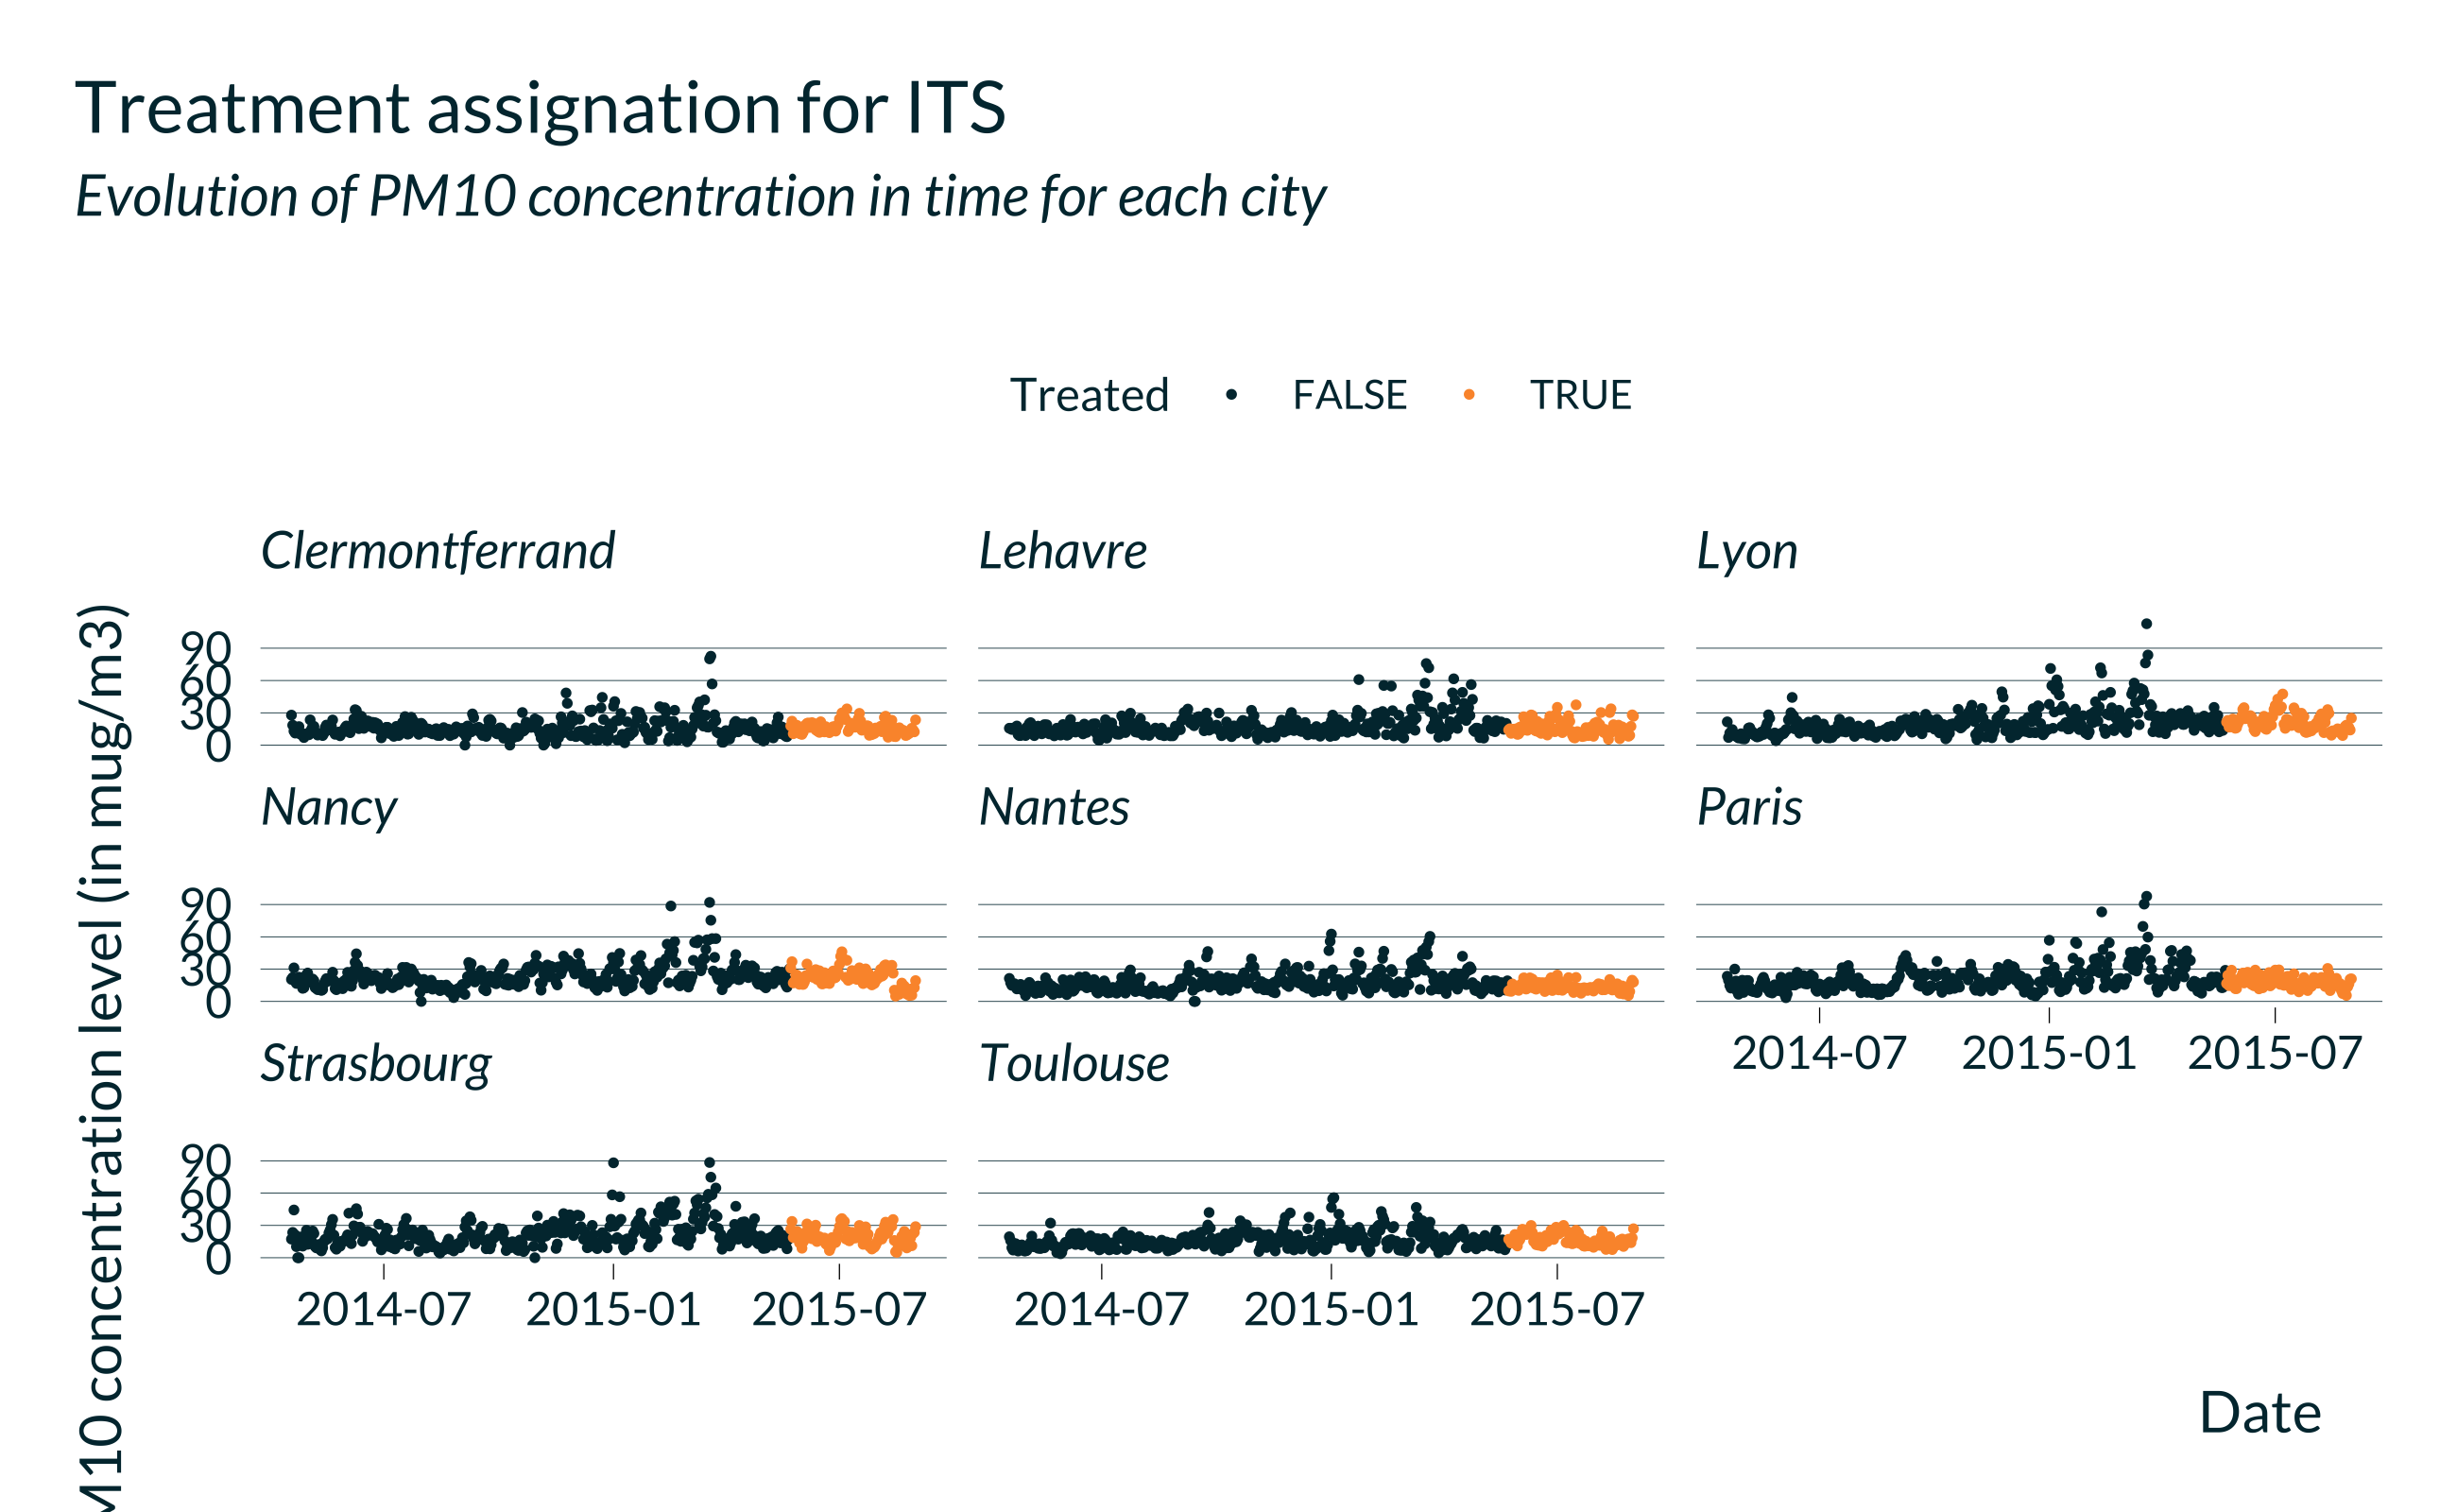 Treatment assignation for ITS
Evolution of PM10 concentration in time for each city
Treated FALSE TRUE
Clermontferrand Lehavre Lyon
90
60
30
0
Nancy Nantes Paris
90
60
30
0
2014-07 2015-01 2015-07
Strasbourg Toulouse
90
60
30
0
2014-07 2015-01 2015-07 2014-07 2015-01 2015-07
Date
M10 concentration level (in mug/m3)